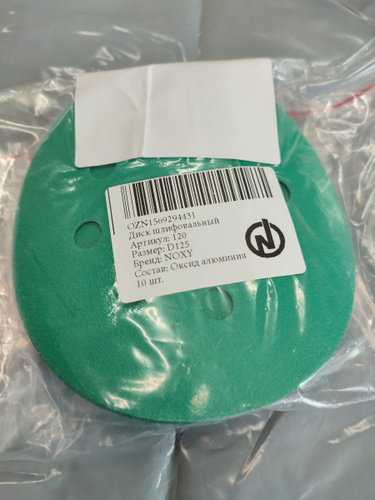 OZN1569294431
Диск шлифовальный
Артикул: 120
Размер: D125
Бренд: NOXY
Состав: Оксид алюминия
10 шт.